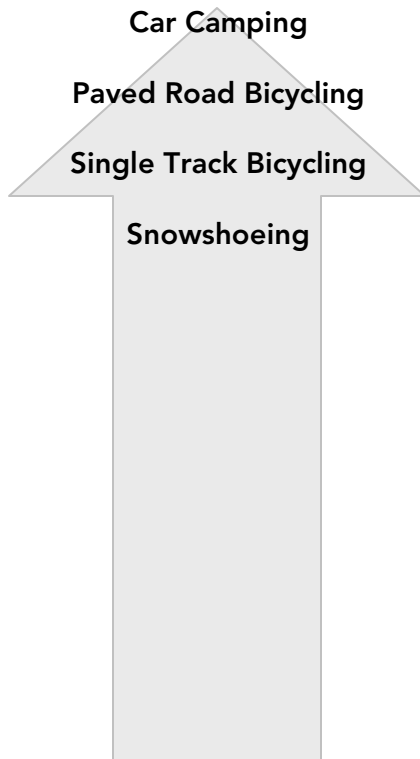 Car Camping
Paved Road Bicycling
Single Track Bicycling
Snowshoeing